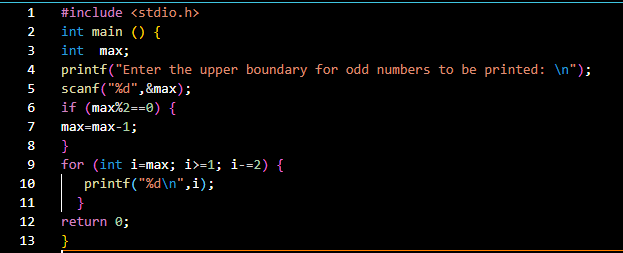 1 #include <stdio.h>
2 int main () {
3 int  max;
4 printf("Enter the upper boundary for odd numbers to be printed: \n");
5 scanf("%d",&max);
6 if (max%2==0) {
7 max=max-1;
8 }
9 for (int i=max; i>=1; i-=2) {
10    printf("%d\n",i);
11   }
12 return 0;
13 }